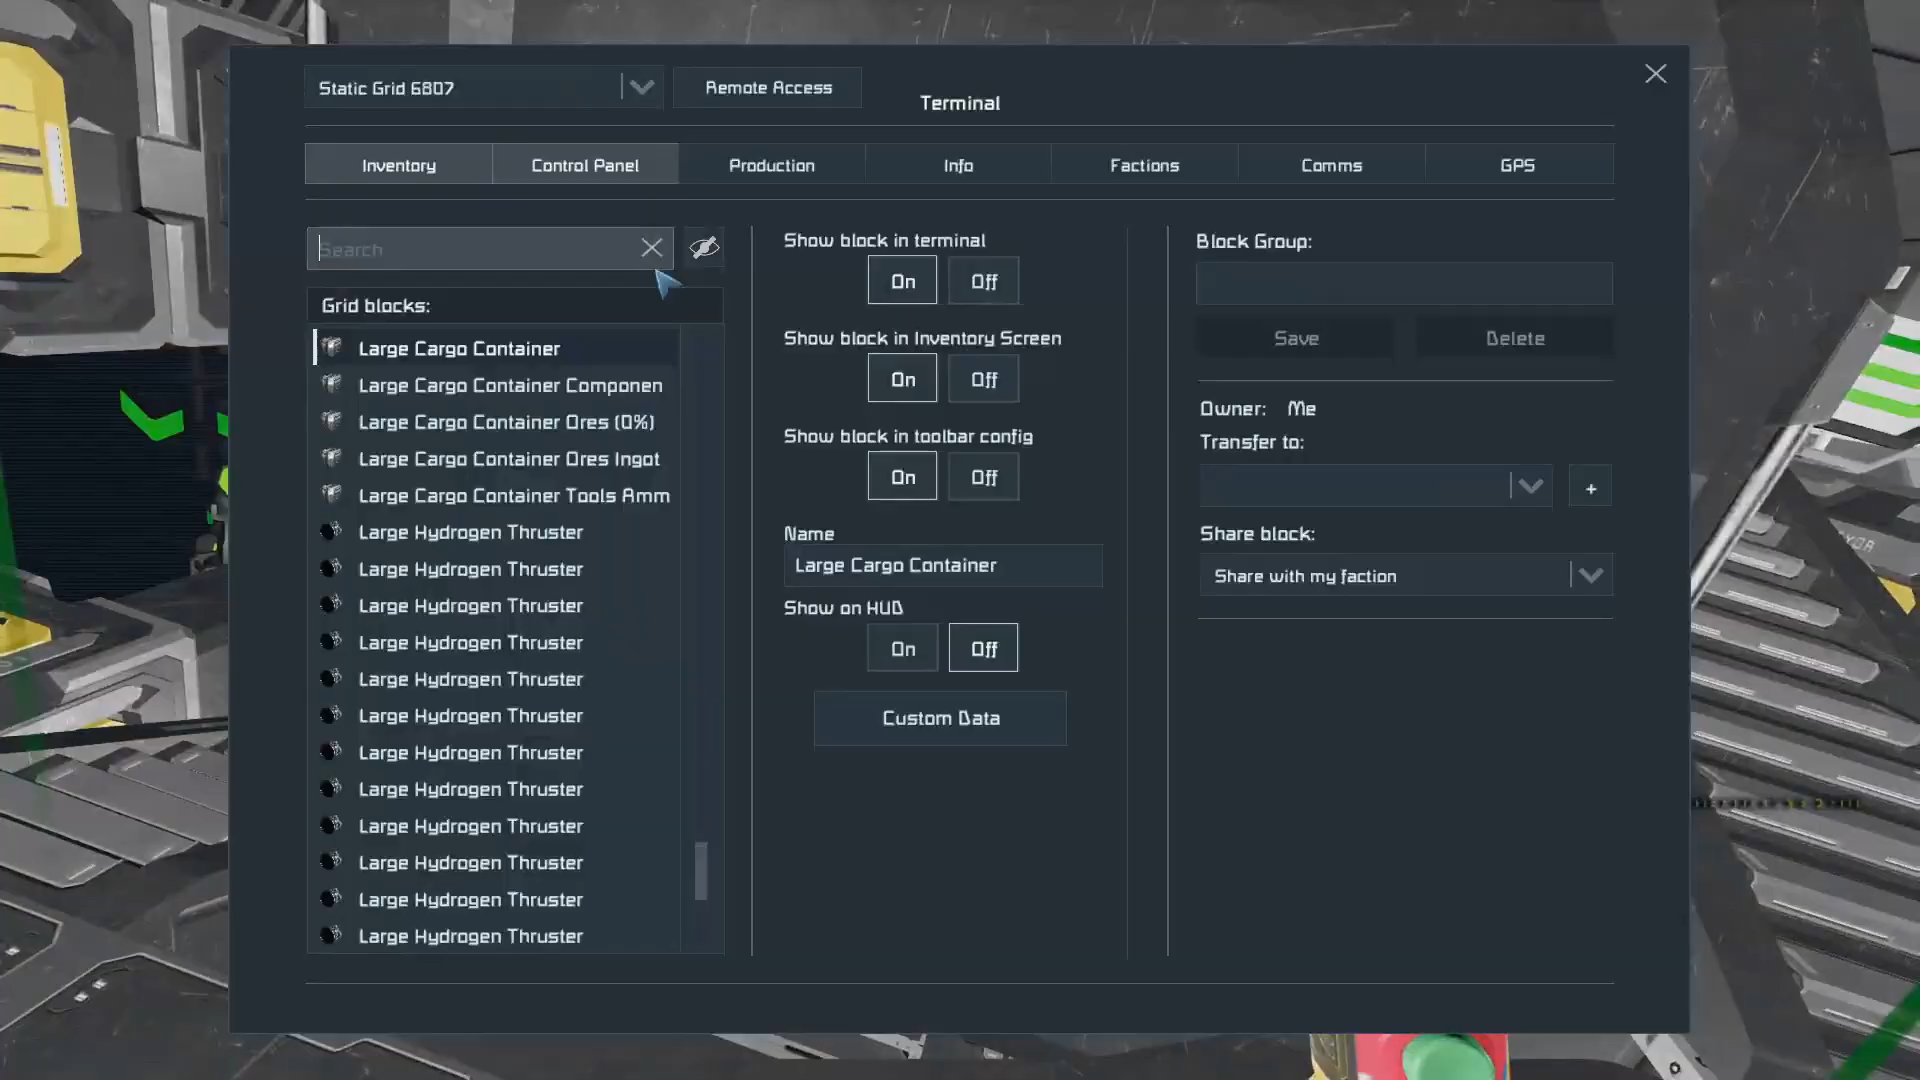 Static Grid 6807
Remote Access
Terminal
Inventory
Control Panel
Production
Info
Factions
Comms
GPS
Search
Grid blocks:
Large Cargo Container
Large Cargo Container Componen
Large Cargo Container Ores (0%)
Large Cargo Container Ores Ingot
Large Cargo Container Tools Amm
Large Hydrogen Thruster
Large Hydrogen Thruster
Large Hydrogen Thruster
Large Hydrogen Thruster
Large Hydrogen Thruster
Large Hydrogen Thruster
Large Hydrogen Thruster
Large Hydrogen Thruster
Large Hydrogen Thruster
Large Hydrogen Thruster
Large Hydrogen Thruster
Large Hydrogen Thruster
Show block in terminal
On Off
Show block in Inventory Screen
On Off
Show block in toolbar config
On Off
Name
Large Cargo Container
Show on HUD
On Off
Custom Data
Block Group:
Save Delete
Owner: Me
Transfer to:
+
Share block:
Share with my faction